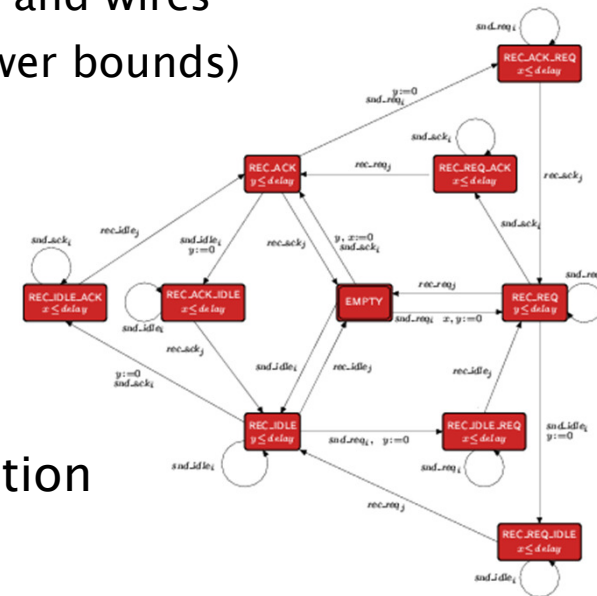 and wires
wer bounds)
snd_req_i
REC_ACK_REQ
x ≤ delay
y:=0
snd_req_i
snd_ack_i
REC_ACK
y ≤ delay
rec_req_j
REC_REQ_ACK
x ≤ delay
rec_ack_j
rec_idle_j
snd_ack_i
snd_idle_i
y:=0
rec_ack_j
y, x:=0
snd_ack_i
snd_ack_i
REC_IDLE_ACK
x ≤ delay
REC_ACK_IDLE
x ≤ delay
snd_idle_i
EMPTY
rec_req_j
snd_req_i x,y:=0
REC_REQ
y ≤ delay
snd_re
rec_ack_j
y:=0
snd_ack_i
snd_idle_i
rec_idle_j
rec_idle_j
REC_IDLE
y ≤ delay
snd_req_i, y:=0
REC_IDLE_REQ
x ≤ delay
snd_idle_i
y:=0
snd_idle_i
snd_req_i
tion
rec_req_j
REC_REQ_IDLE
x ≤ delay
snd_idle_i